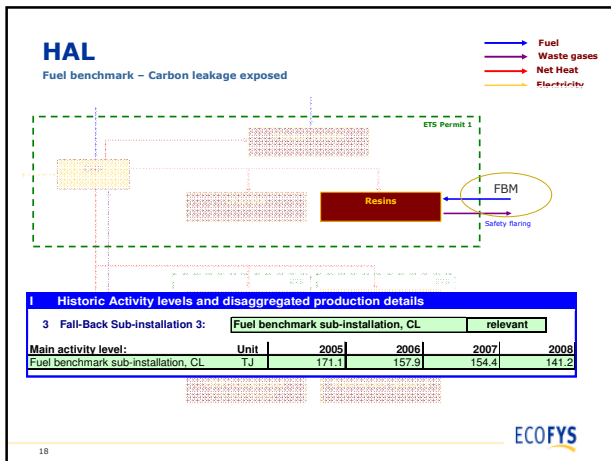 HAL
Fuel benchmark – Carbon leakage exposed
Fuel
Waste gases
Net Heat
Electricity
ETS Permit 1
Resins
FBM
Safety flaring
I Historic Activity levels and disaggregated production details
3 Fall-Back Sub-installation 3: Fuel benchmark sub-installation, CL relevant
Main activity level: Unit 2005 2006 2007 2008
Fuel benchmark sub-installation, CL TJ 171.1 157.9 154.4 141.2
ECOFYS
18